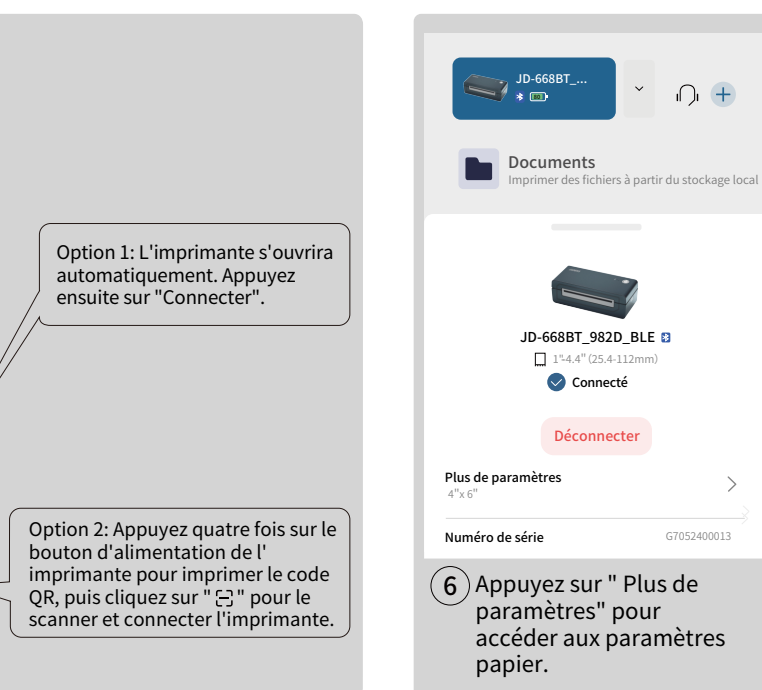 Option 1: L'imprimante s'ouvrira
automatiquement. Appuyez
ensuite sur "Connecter".
Option 2: Appuyez quatre fois sur le
bouton d'alimentation de l'
imprimante pour imprimer le code
QR, puis cliquez sur " " pour le
scanner et connecter l'imprimante.
JD-668BT_...
Documents
Imprimer des fichiers à partir du stockage local
JD-668BT_982D_BLE
1"-4.4" (25.4-112mm)
Connecté
Déconnecter
Plus de paramètres
4"x 6"
Numéro de série
G7052400013
6 Appuyez sur " Plus de
paramètres" pour
accéder aux paramètres
papier.